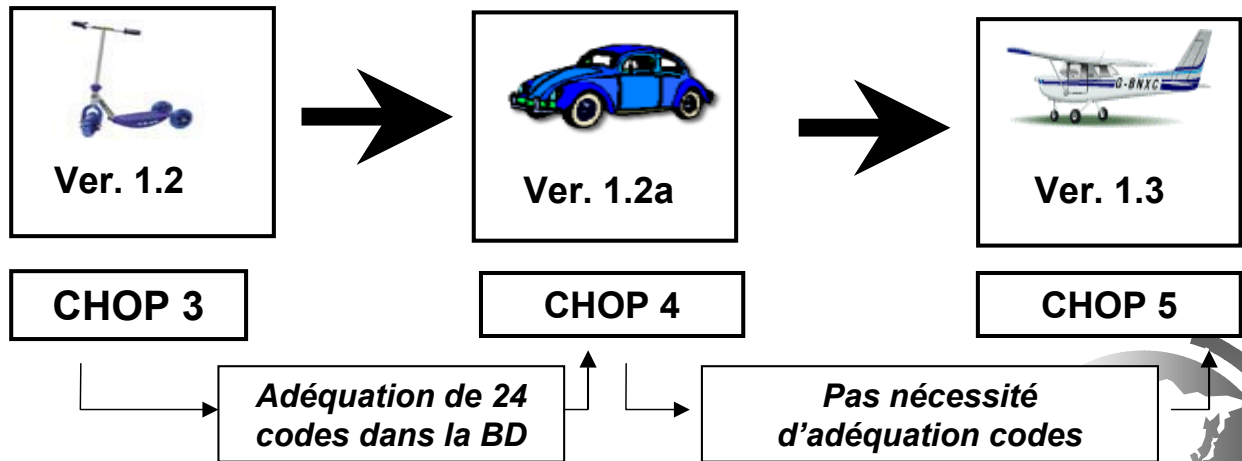 G-BNXC
Ver. 1.2
Ver. 1.2a
Ver. 1.3
CHOP 3
CHOP 4
CHOP 5
Adéquation de 24
codes dans la BD
Pas nécessité
d’adéquation codes